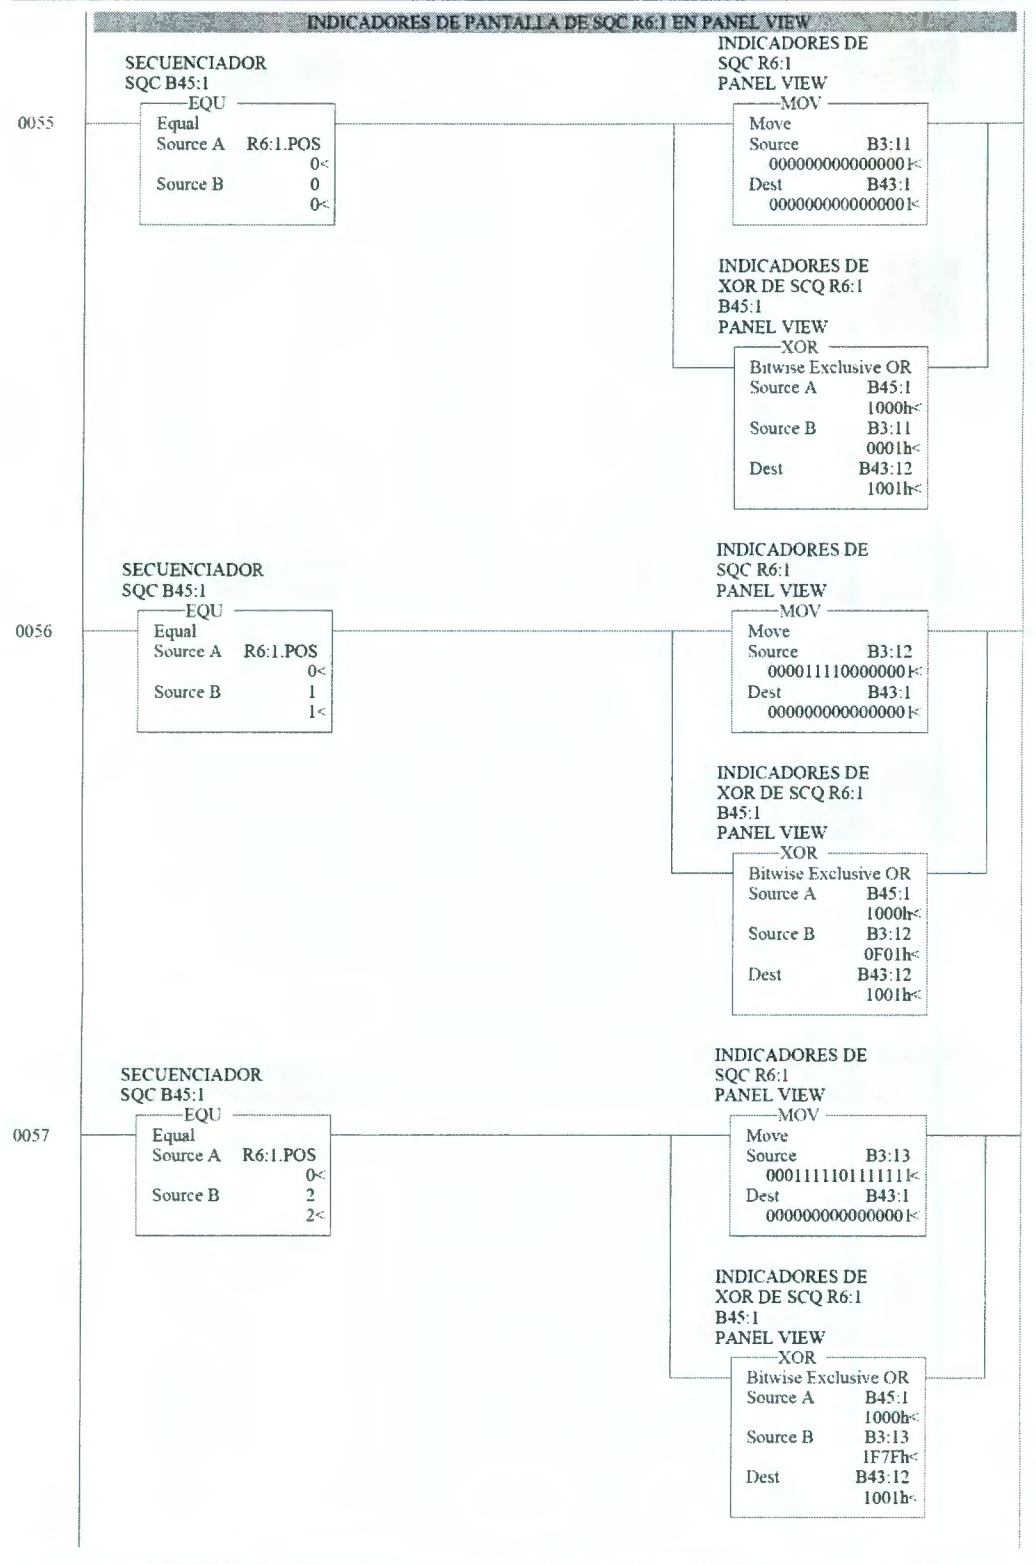 INDICADORES DE PANTALLA DE SQC R6:1 EN PANEL VIEW
SECUENCIADOR
SQC B45:1
INDICADORES DE
SQC R6:1
PANEL VIEW
0055
EQU
Equal
Source A R6:1.POS
0<
Source B 0
0<
MOV
Move
Source B3:11
0000000000000001<
Dest B43:1
0000000000000001<
INDICADORES DE
XOR DE SCQ R6:1
B45:1
PANEL VIEW
XOR
Bitwise Exclusive OR
Source A B45:1
1000h<
Source B B3:11
0001h<
Dest B43:12
1001h<
SECUENCIADOR
SQC B45:1
INDICADORES DE
SQC R6:1
PANEL VIEW
0056
EQU
Equal
Source A R6:1.POS
0<
Source B 1
1<
MOV
Move
Source B3:12
0000111100000001<
Dest B43:1
0000000000000001<
INDICADORES DE
XOR DE SCQ R6:1
B45:1
PANEL VIEW
XOR
Bitwise Exclusive OR
Source A B45:1
1000h<
Source B B3:12
0F01h<
Dest B43:12
1001h<
SECUENCIADOR
SQC B45:1
INDICADORES DE
SQC R6:1
PANEL VIEW
0057
EQU
Equal
Source A R6:1.POS
0<
Source B 2
2<
MOV
Move
Source B3:13
0001111101111111<
Dest B43:1
0000000000000001<
INDICADORES DE
XOR DE SCQ R6:1
B45:1
PANEL VIEW
XOR
Bitwise Exclusive OR
Source A B45:1
1000h<
Source B B3:13
1F7Fh<
Dest B43:12
1001h<